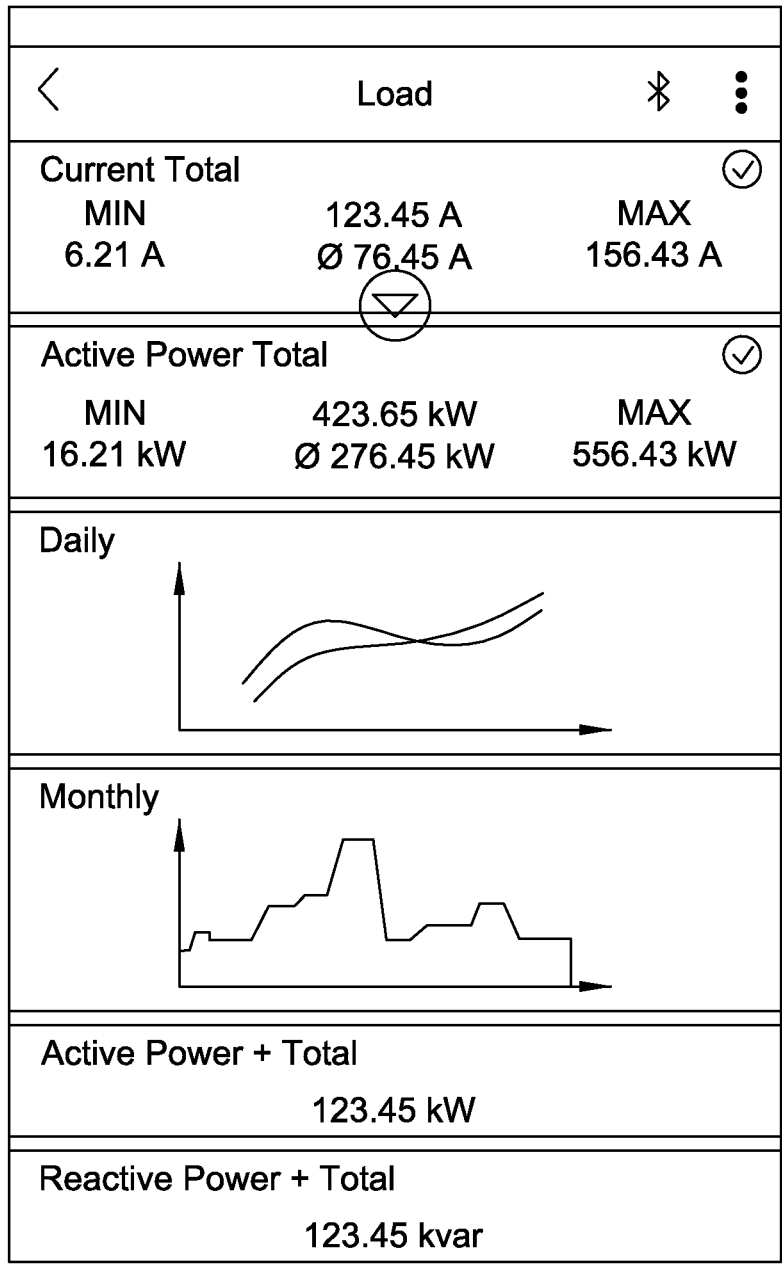 Load
Current Total
MIN 123.45 A MAX
6.21 A Ø 76.45 A 156.43 A
Active Power Total
MIN 423.65 kW MAX
16.21 kW Ø 276.45 kW 556.43 kW
Daily
Monthly
Active Power + Total
123.45 kW
Reactive Power + Total
123.45 kvar